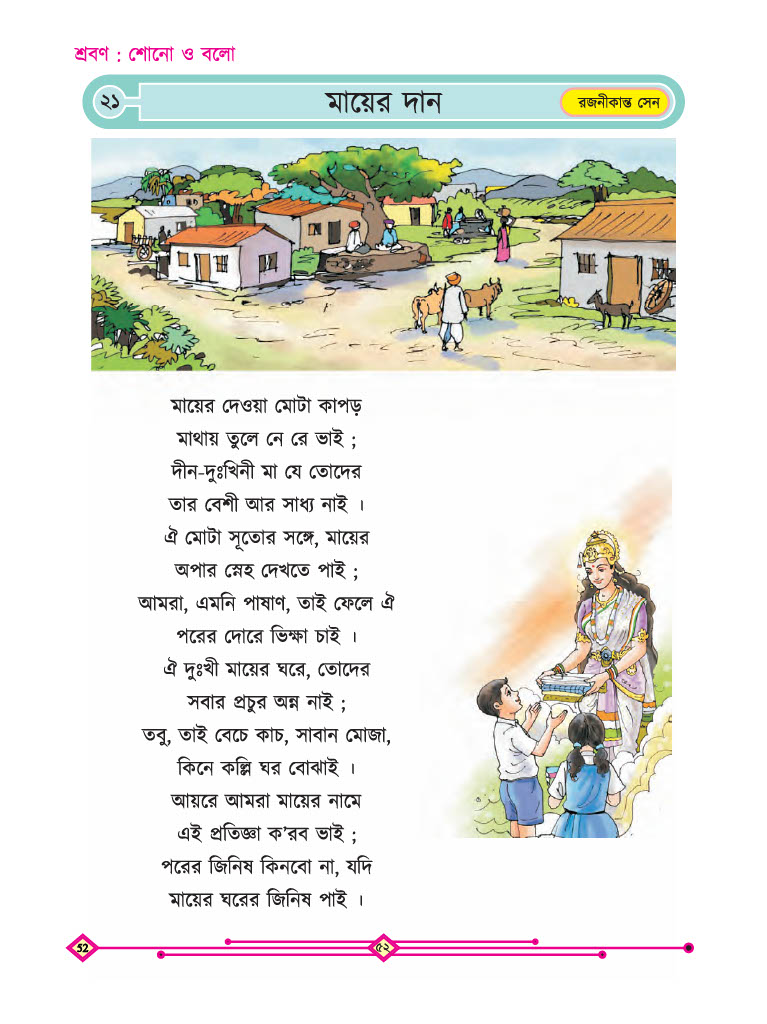 শ্রবণ : শোনো ও বলো
২১
মায়ের দান
রজনীকান্ত সেন
মায়ের দেওয়া মোটা কাপড়
মাথায় তুলে নে রে ভাই ;
দীন-দুঃখিনী মা যে তোদের
তার বেশী আর সাধ্য নাই ।
ঐ মোটা সূতোর সঙ্গে, মায়ের
অপার স্নেহ দেখতে পাই ;
আমরা, এমনি পাষাণ, তাই ফেলে ঐ
পরের দোরে ভিক্ষা চাই ।
ঐ দুঃখী মায়ের ঘরে, তোদের
সবার প্রচুর অন্ন নাই ;
তবু, তাই বেচে কাচ, সাবান মোজা,
কিনে কল্লি ঘর বোঝাই ।
আয়রে আমরা মায়ের নামে
এই প্রতিজ্ঞা ক’রব ভাই ;
পরের জিনিষ কিনবো না, যদি
মায়ের ঘরের জিনিষ পাই ।
52
৫২